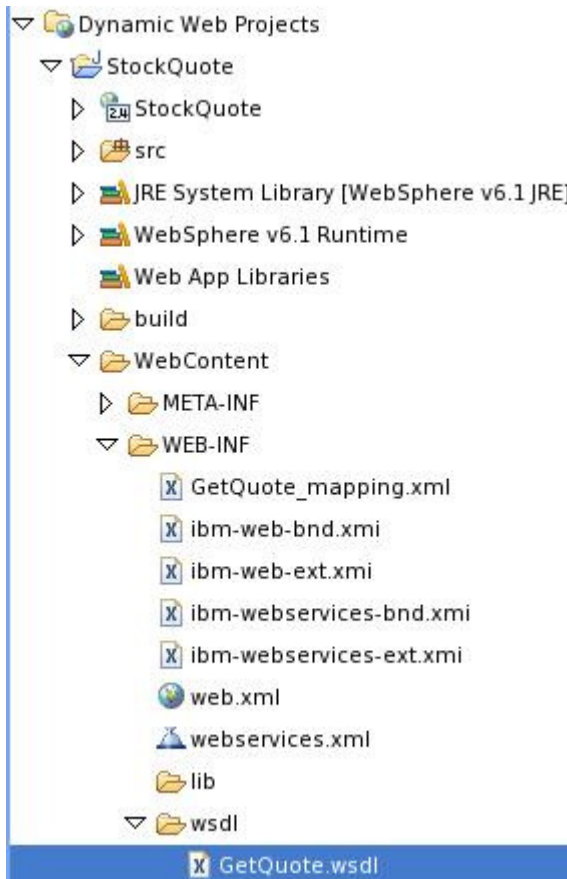 Dynamic Web Projects
StockQuote
StockQuote
src
JRE System Library [WebSphere v6.1 JRE]
WebSphere v6.1 Runtime
Web App Libraries
build
WebContent
META-INF
WEB-INF
GetQuote_mapping.xml
ibm-web-bnd.xmi
ibm-web-ext.xmi
ibm-webservices-bnd.xmi
ibm-webservices-ext.xmi
web.xml
webservices.xml
lib
wsdl
GetQuote.wsdl